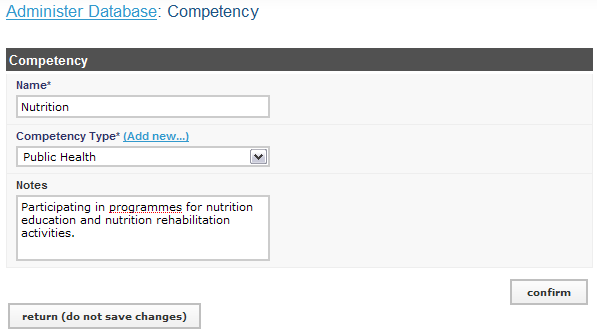 Administer Database: Competency
Competency
Name*
Nutrition
Competency Type* (Add new...)
Public Health
Notes
Participating in programmes for nutrition
education and nutrition rehabilitation
activities.
confirm
return (do not save changes)